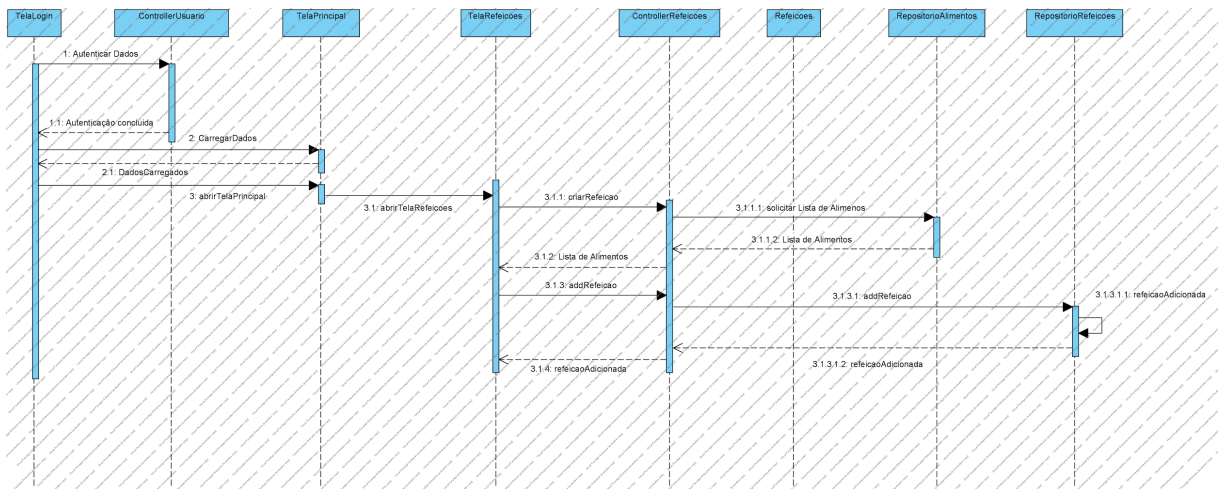 TelaLogin
ControllerUsuario
TelaPrincipal
TelaRefeicoes
ControllerRefeicoes
Refeicoes
RepositorioAlimentos
RepositorioRefeicoes
1: Autenticar Dados
1.1: Autenticação concluida
2: CarregarDados
2.1: DadosCarregados
3: abrirTelaPrincipal
3.1: abrirTelaRefeicoes
3.1.1: criarRefeicao
3.1.1.1: solicitar Lista de Alimenos
3.1.1.2: Lista de Alimentos
3.1.2: Lista de Alimentos
3.1.3: addRefeicao
3.1.3.1: addRefeicao
3.1.3.1.1: refeicaoAdicionada
3.1.3.1.2: refeicaoAdicionada
3.1.4: refeicaoAdicionada